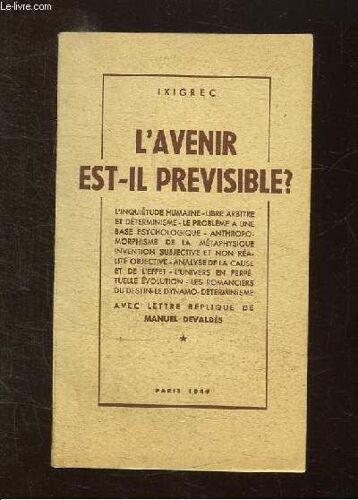 Le-livre.com
IXIGREC
L'AVENIR
EST-IL PREVISIBLE?
L'INQUIÉTUDE HUMAINE - LIBRE ARBITRE
ET DÉTERMINISME - LE PROBLÈME A UNE
BASE PSYCHOLOGIQUE - ANTHROPO-
MORPHISME DE LA MÉTAPHYSIQUE
INVENTION SUBJECTIVE ET NON RÉA-
LITÉ OBJECTIVE - ANALYSE DE LA CAUSE
ET DE L'EFFET - L'UNIVERS EN PERPÉ-
TUELLE ÉVOLUTION - LES ROMANCIERS
DU DESTIN - LE DYNAMO-DÉTERMINISME
AVEC LETTRE RÉPLIQUE DE
MANUEL DEVALDÈS
PARIS